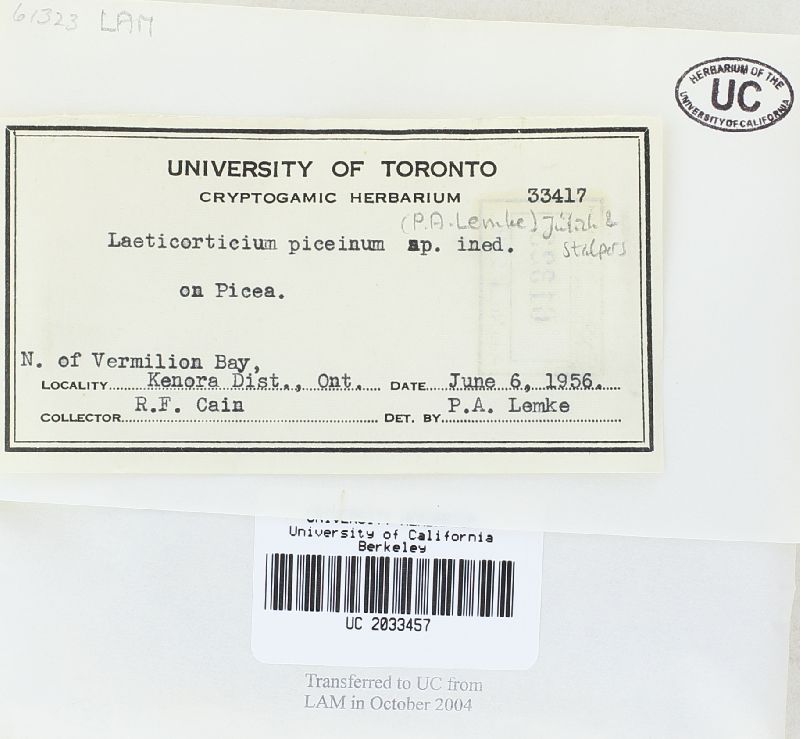 61323 LAM
HERBARIUM OF THE
UC
UNIVERSITY OF CALIFORNIA
UNIVERSITY OF TORONTO
CRYPTOGAMIC HERBARIUM 33417
(P.A. Lemke) Jülich &
Laeticorticium piceinum sp. ined. Stalpers
on Picea.
N. of Vermilion Bay,
LOCALITY Kenora Dist., Ont. DATE June 6, 1956.
COLLECTOR R.F. Cain DET. BY P.A. Lemke
University of California
Berkeley
UC 2033457
Transferred to UC from
LAM in October 2004